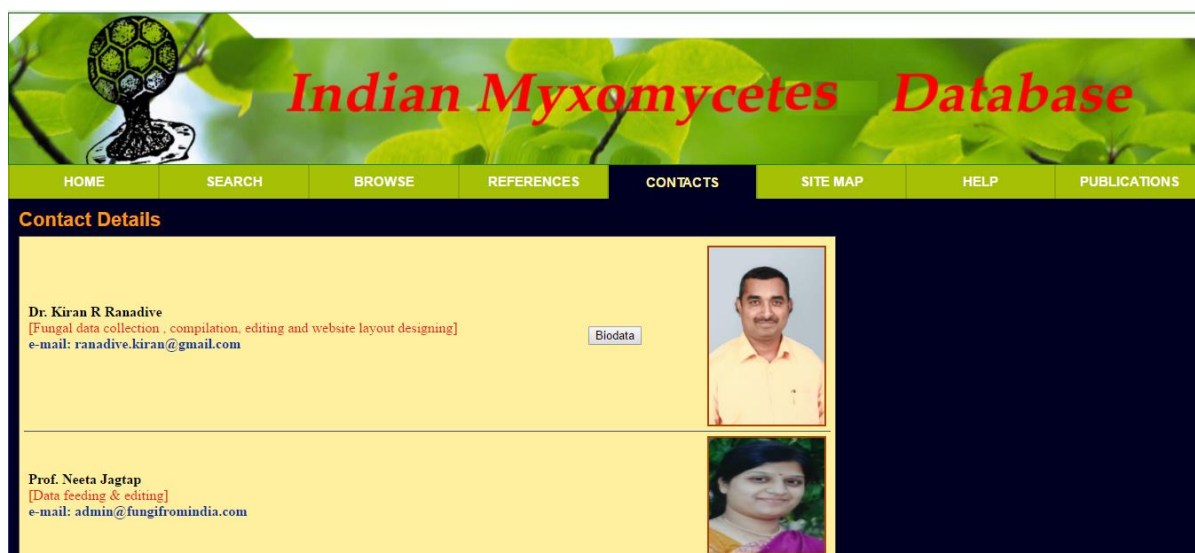 Indian Myxomycetes Database
HOME SEARCH BROWSE REFERENCES CONTACTS SITE MAP HELP PUBLICATIONS
Contact Details
Dr. Kiran R Ranadive
[Fungal data collection , compilation, editing and website layout designing]
e-mail: ranadive.kiran@gmail.com
Biodata
Prof. Neeta Jagtap
[Data feeding & editing]
e-mail: admin@fungifromindia.com